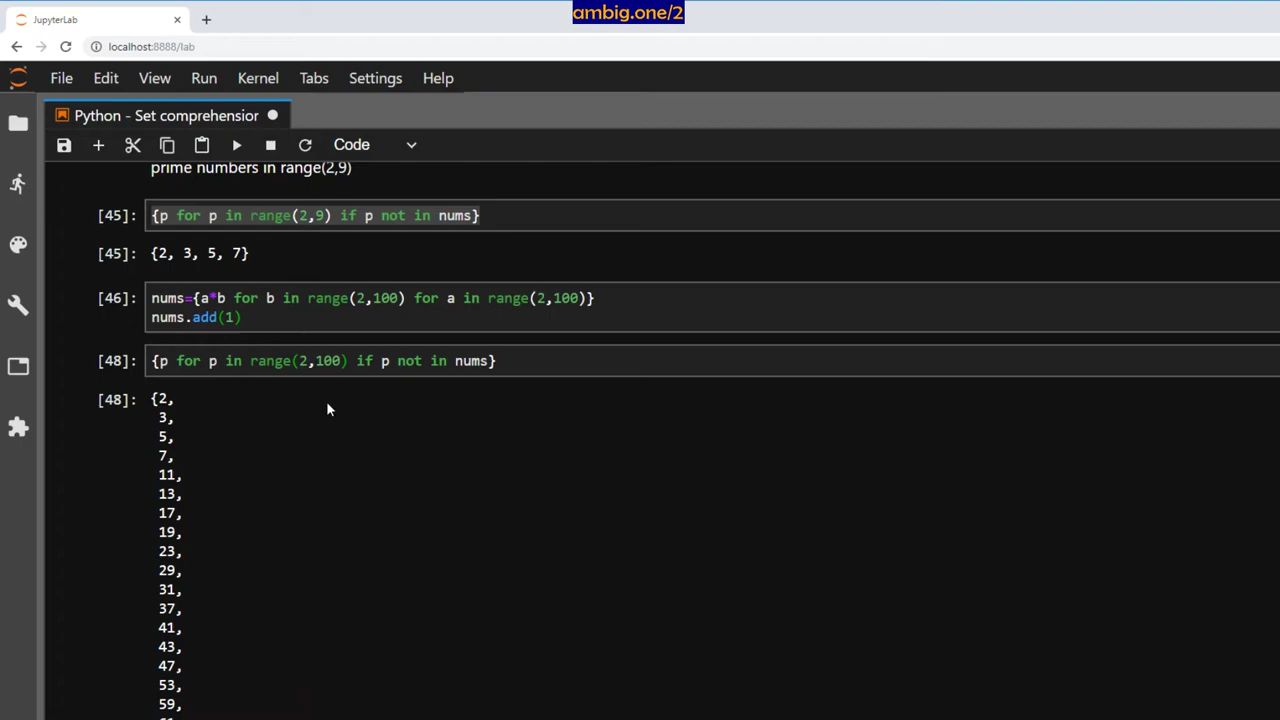 ambig.one/2
JupyterLab
localhost:8888/lab
File Edit View Run Kernel Tabs Settings Help
Python - Set comprehension
Code
prime numbers in range(2,9)
[45]: {p for p in range(2,9) if p not in nums}
[45]: {2, 3, 5, 7}
[46]: nums={a*b for b in range(2,100) for a in range(2,100)}
nums.add(1)
[48]: {p for p in range(2,100) if p not in nums}
[48]: {2,
3,
5,
7,
11,
13,
17,
19,
23,
29,
31,
37,
41,
43,
47,
53,
59,